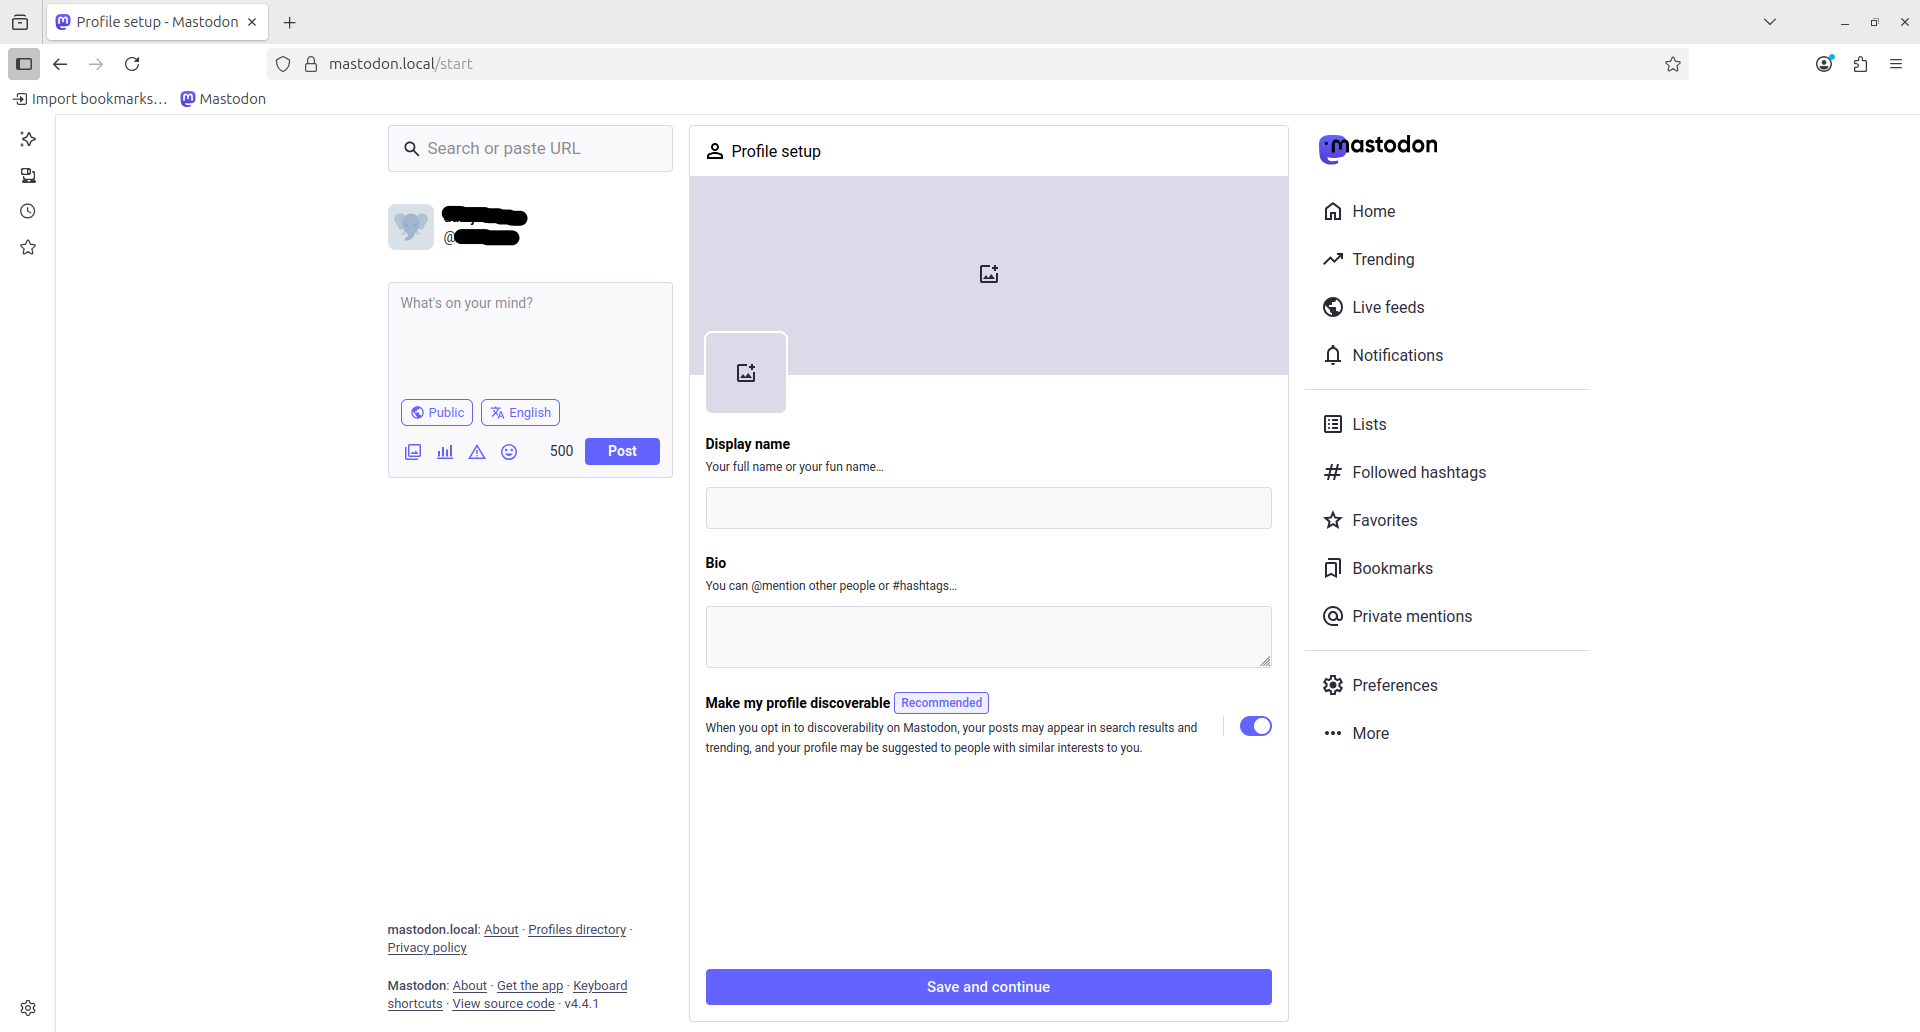 Profile setup - Mastodon
mastodon.local/start
Import bookmarks…
Mastodon
Search or paste URL
@
What's on your mind?
Public
English
500
Post
mastodon.local: About · Profiles directory ·
Privacy policy
Mastodon: About · Get the app · Keyboard
shortcuts · View source code · v4.4.1
Profile setup
Display name
Your full name or your fun name…
Bio
You can @mention other people or #hashtags…
Make my profile discoverable Recommended
When you opt in to discoverability on Mastodon, your posts may appear in search results and
trending, and your profile may be suggested to people with similar interests to you.
Save and continue
mastodon
Home
Trending
Live feeds
Notifications
Lists
Followed hashtags
Favorites
Bookmarks
Private mentions
Preferences
More